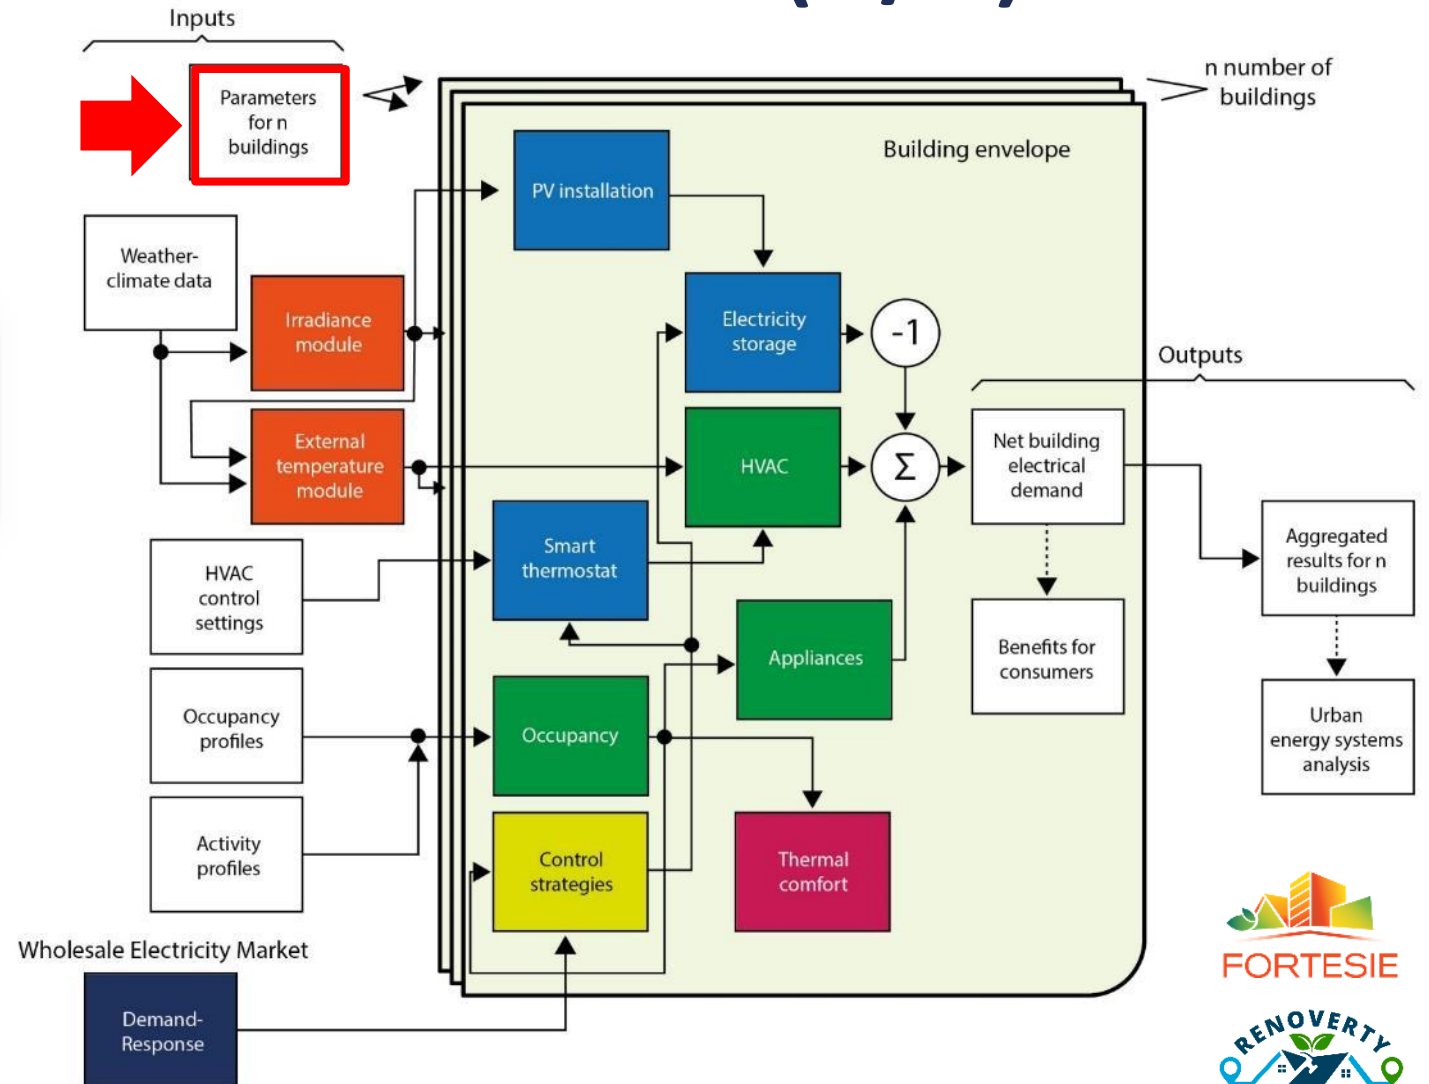 Inputs
Parameters
for n
buildings
n number of
buildings
Building envelope
PV installation
Weather-
climate data
Irradiance
module
Electricity
storage
-1
Outputs
External
temperature
module
HVAC
Σ
Net building
electrical
demand
Smart
thermostat
HVAC
control
settings
Aggregated
results for n
buildings
Appliances
Benefits for
consumers
Occupancy
profiles
Occupancy
Urban
energy systems
analysis
Activity
profiles
Control
strategies
Thermal
comfort
Wholesale Electricity Market
Demand-
Response
FORTESIE
RENOVERTY